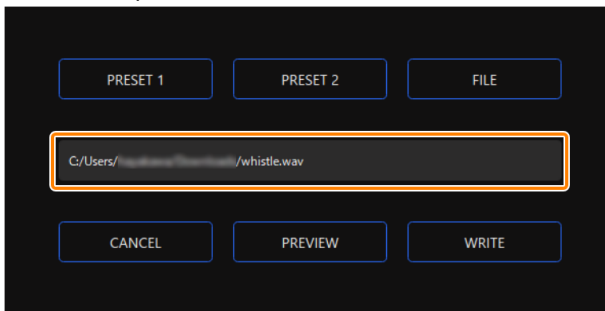 PRESET 1 PRESET 2 FILE
C:/Users/ /whistle.wav
CANCEL PREVIEW WRITE